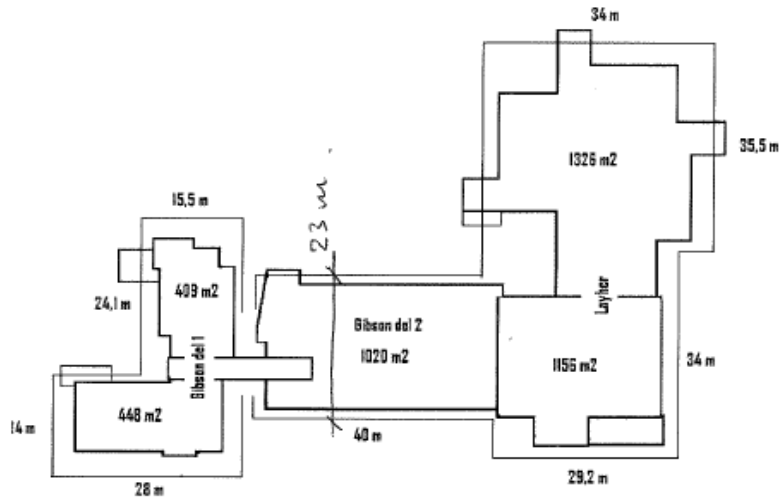 34 m
1326 m2
35,5 m
15,5 m
23 m.
409 m2
24,1 m
Gibson del 1
Gibson del 2
1020 m2
Layher
1156 m2
34 m
448 m2
14 m
40 m
28 m
29,2 m